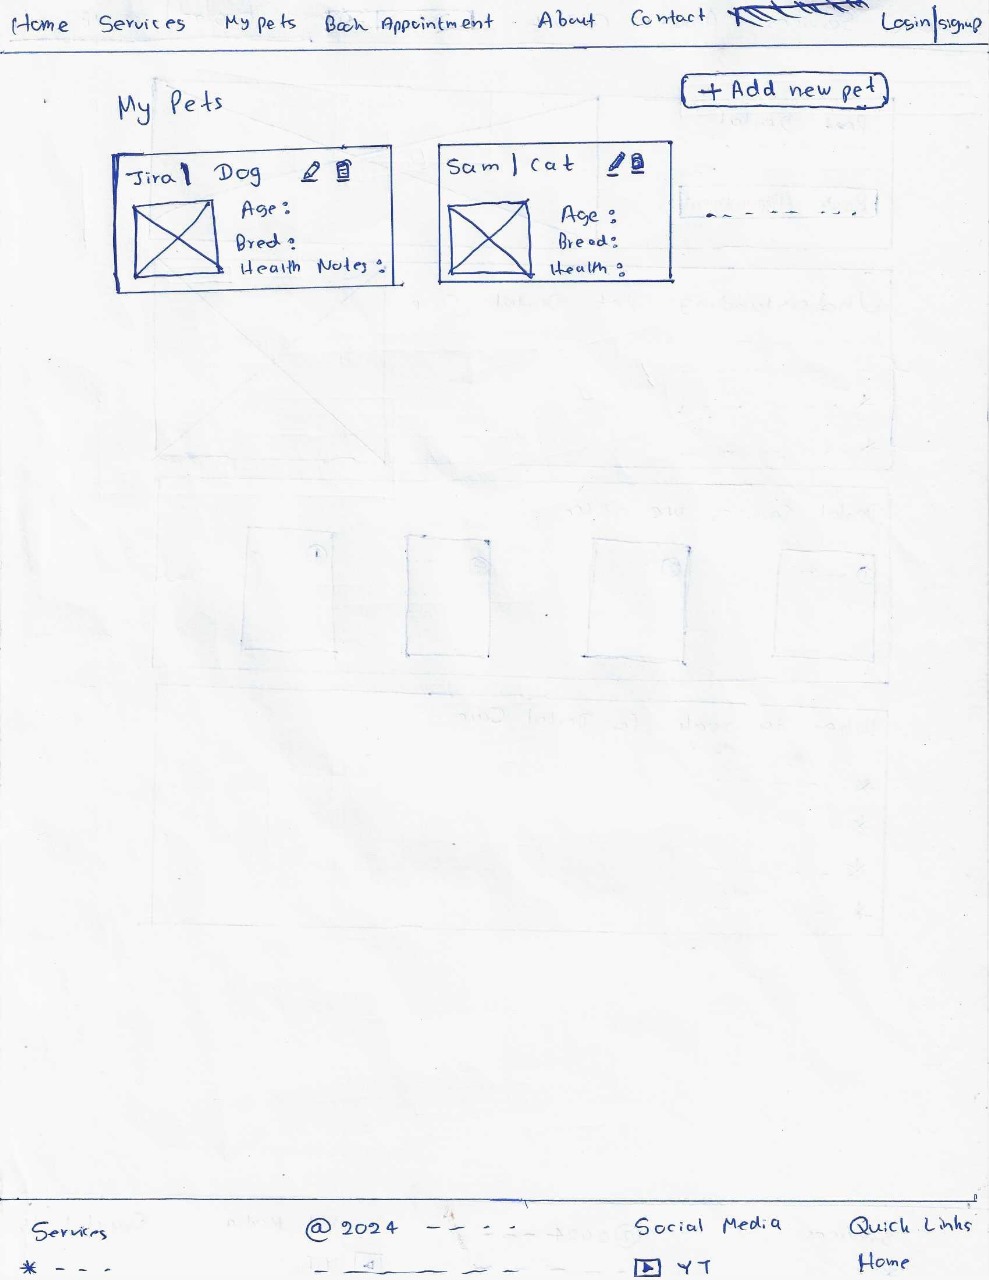 Home Services My pets Book Appointment About Contact Login|signup
My Pets
+ Add new pet
Jira| Dog
Age:
Bred:
Health Notes:
Sam | Cat
Age:
Breed:
Health:
Services
@ 2024
Social Media
YT
Quick Links
Home